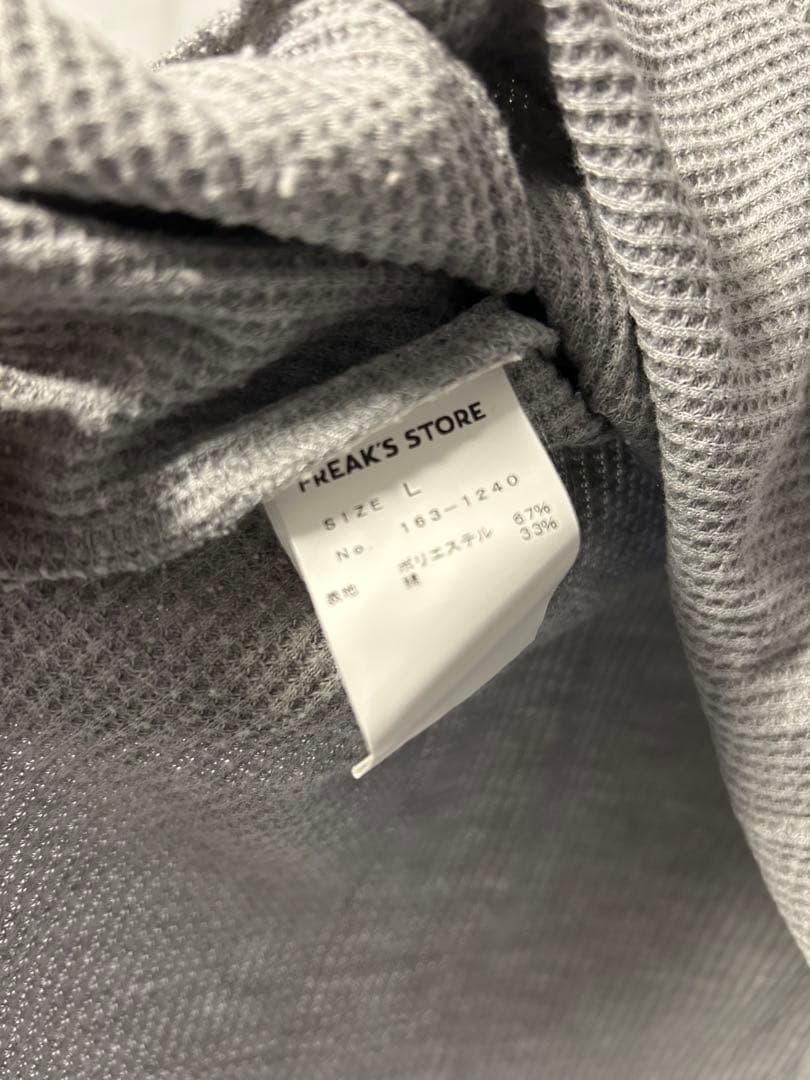 FREAK'S STORE
SIZE L
No. 163-1240
表地 ポリエステル 67%
綿 33%